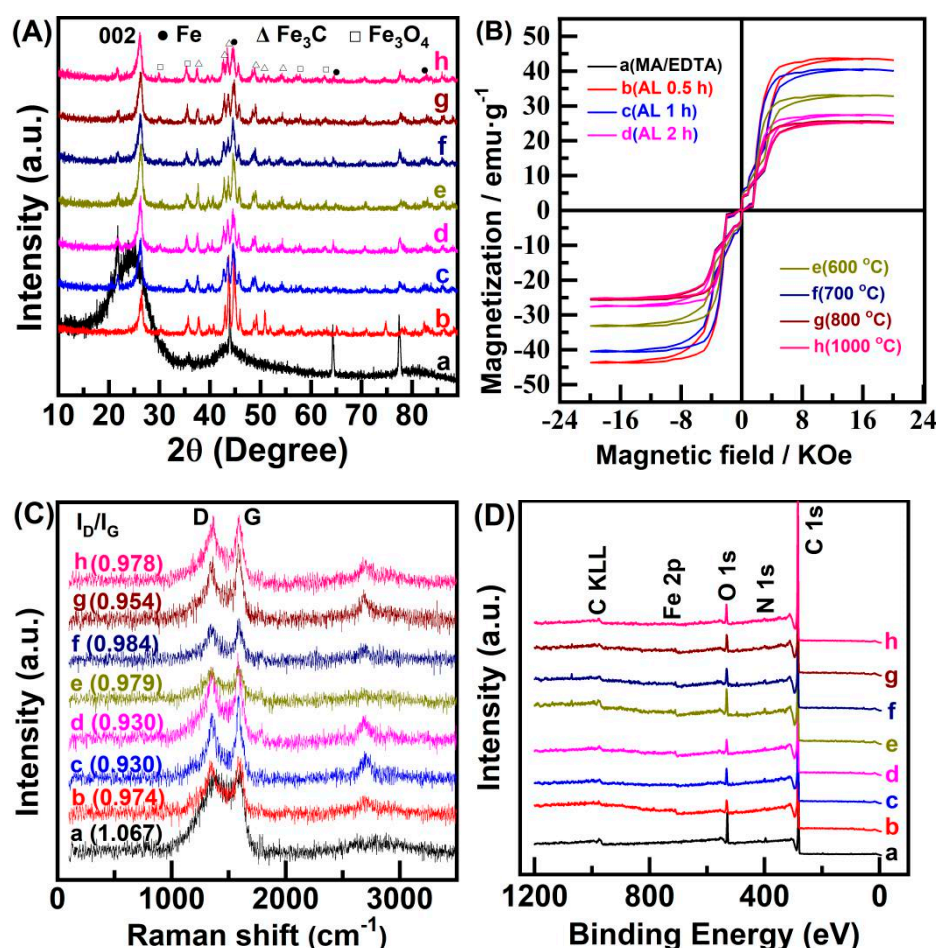 (A)
002 ● Fe Δ Fe3C □ Fe3O4
h
g
f
e
d
c
b
a
Intensity (a.u.)
10 20 30 40 50 60 70 80
2θ (Degree)
(B)
50
40
30
20
10
0
-10
-20
-30
-40
-50
a(MA/EDTA)
b(AL 0.5 h)
c(AL 1 h)
d(AL 2 h)
e(600 °C)
f(700 °C)
g(800 °C)
h(1000 °C)
Magnetization / emu·g-1
-24 -16 -8 0 8 16 24
Magnetic field / KOe
(C)
ID/IG
D G
h (0.978)
g (0.954)
f (0.984)
e (0.979)
d (0.930)
c (0.930)
b (0.974)
a (1.067)
Intensity (a.u.)
0 1000 2000 3000
Raman shift (cm-1)
(D)
C KLL
Fe 2p
O 1s
N 1s
C 1s
h
g
f
e
d
c
b
a
Intensity (a.u.)
1200 800 400 0
Binding Energy (eV)